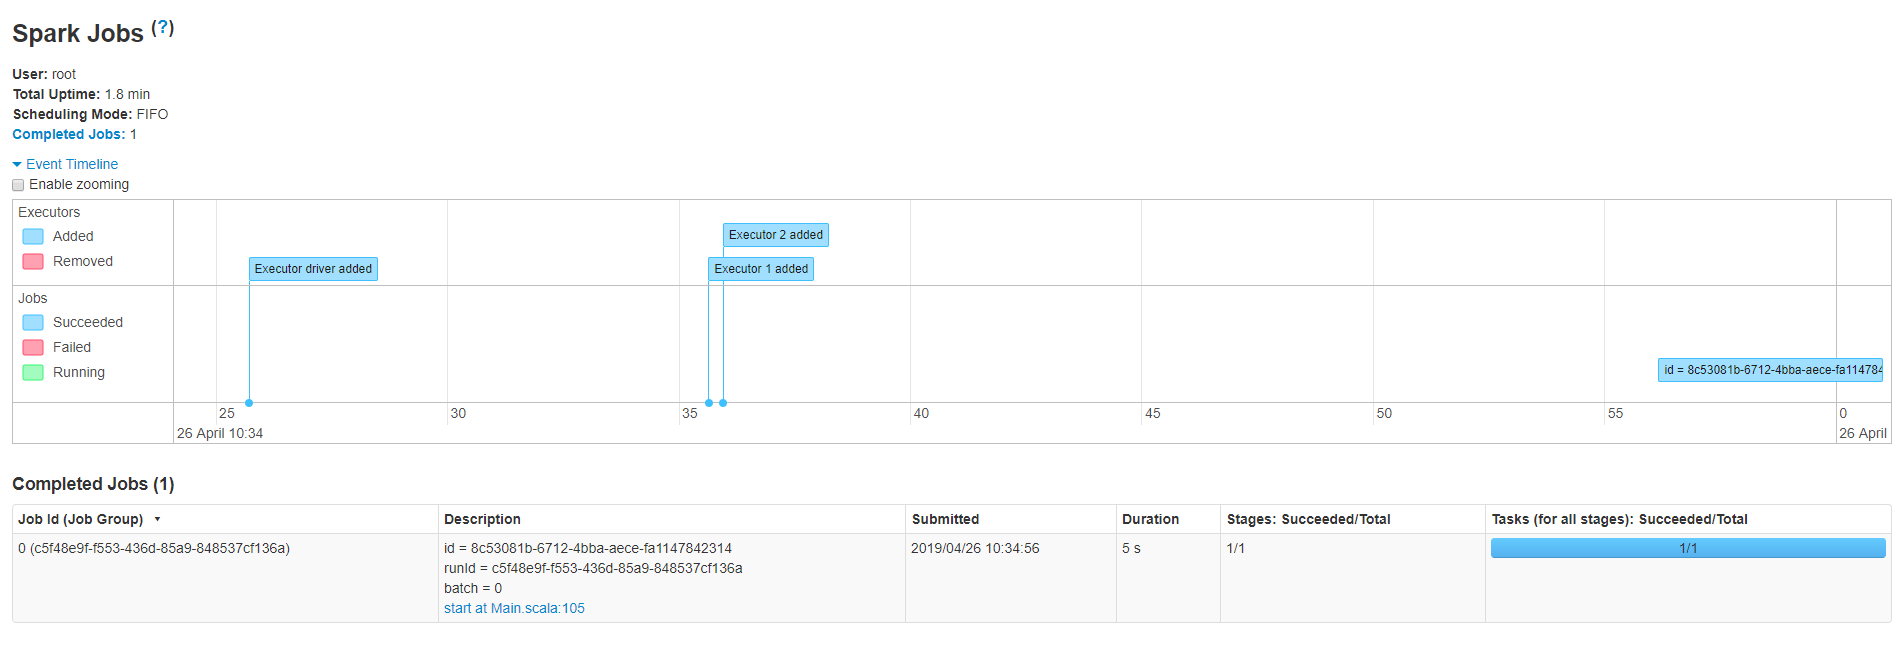 Spark Jobs (?)
User: root
Total Uptime: 1.8 min
Scheduling Mode: FIFO
Completed Jobs: 1
Event Timeline
Enable zooming
Executors
Added
Removed
Executor 2 added
Executor driver added
Executor 1 added
Jobs
Succeeded
Failed
Running
id = 8c53081b-6712-4bba-aece-fa114784
25 30 35 40 45 50 55 0
26 April 10:34 26 April
Completed Jobs (1)
Job Id (Job Group) ▾ Description Submitted Duration Stages: Succeeded/Total Tasks (for all stages): Succeeded/Total
0 (c5f48e9f-f553-436d-85a9-848537cf136a) id = 8c53081b-6712-4bba-aece-fa1147842314 2019/04/26 10:34:56 5 s 1/1 1/1
runId = c5f48e9f-f553-436d-85a9-848537cf136a
batch = 0
start at Main.scala:105